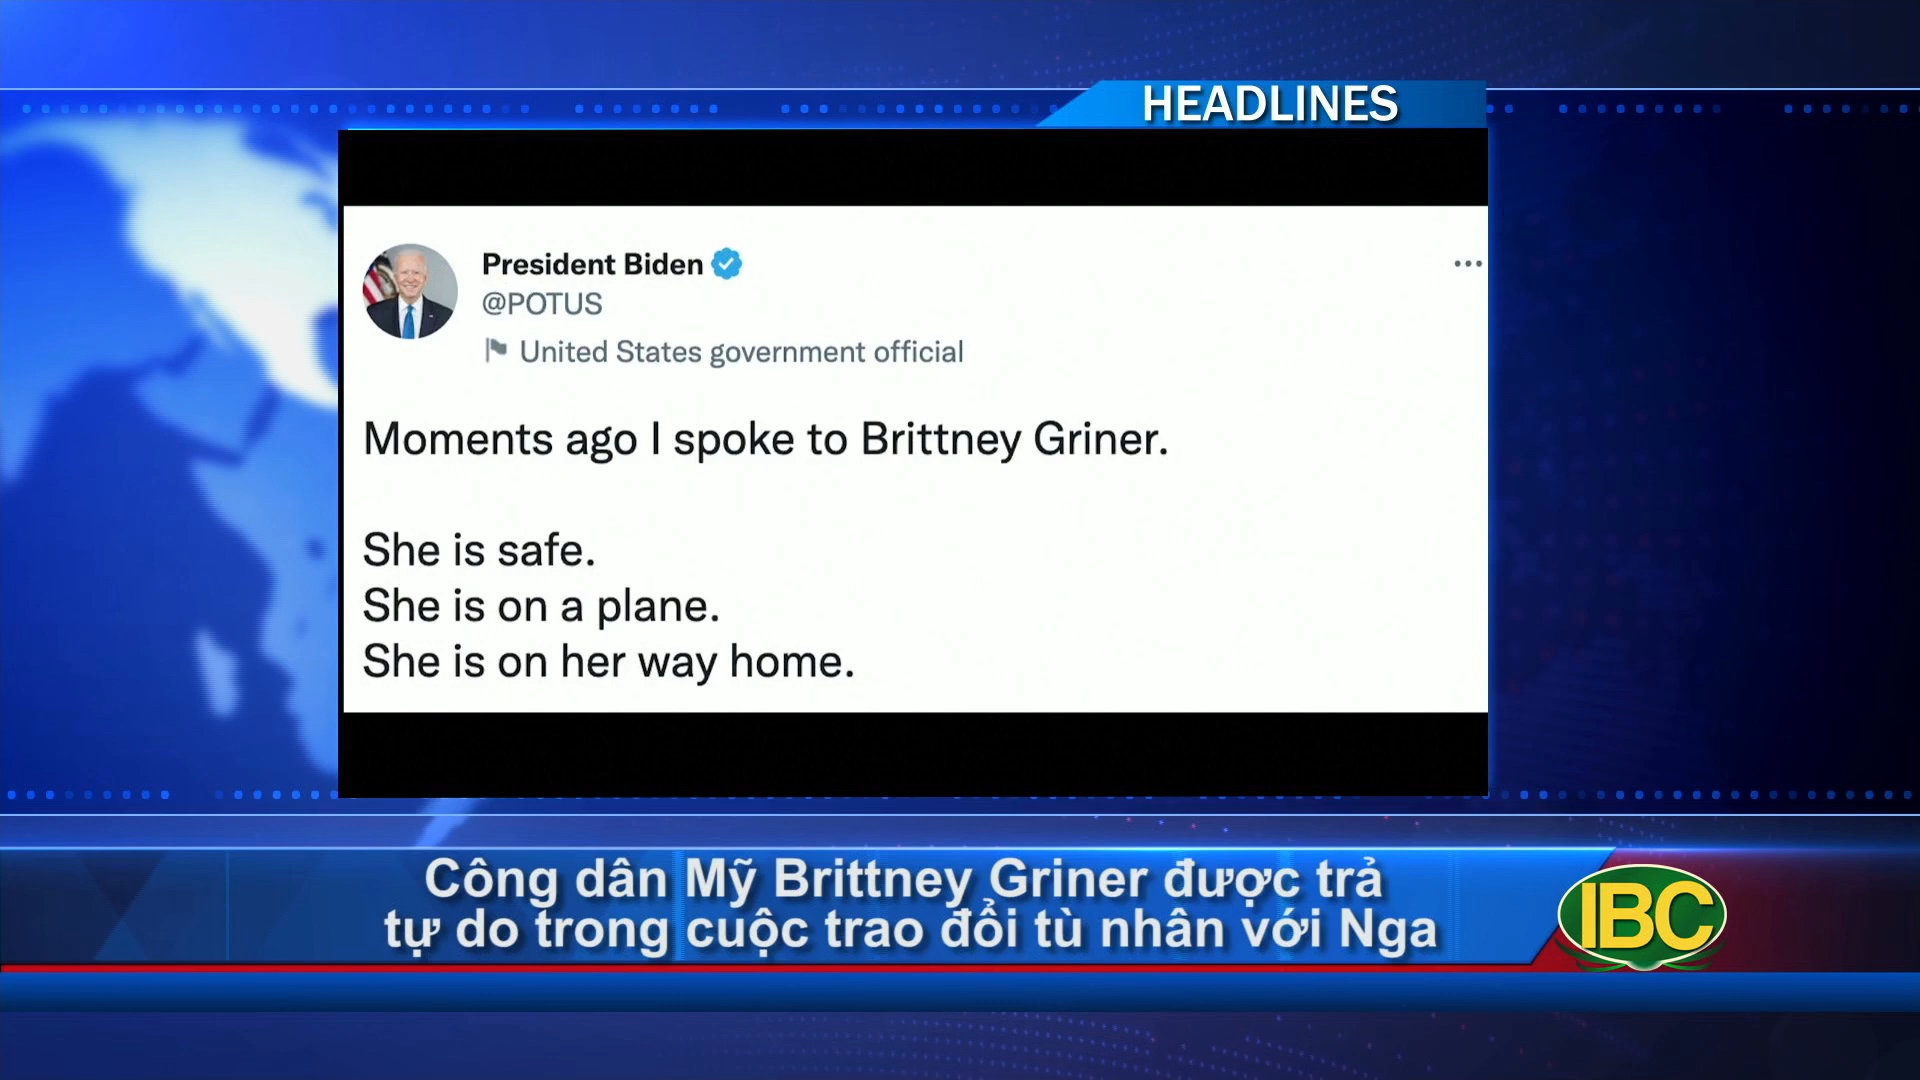 HEADLINES
President Biden
@POTUS
United States government official
Moments ago I spoke to Brittney Griner.
She is safe.
She is on a plane.
She is on her way home.
Công dân Mỹ Brittney Griner được trả
tự do trong cuộc trao đổi tù nhân với Nga
IBC